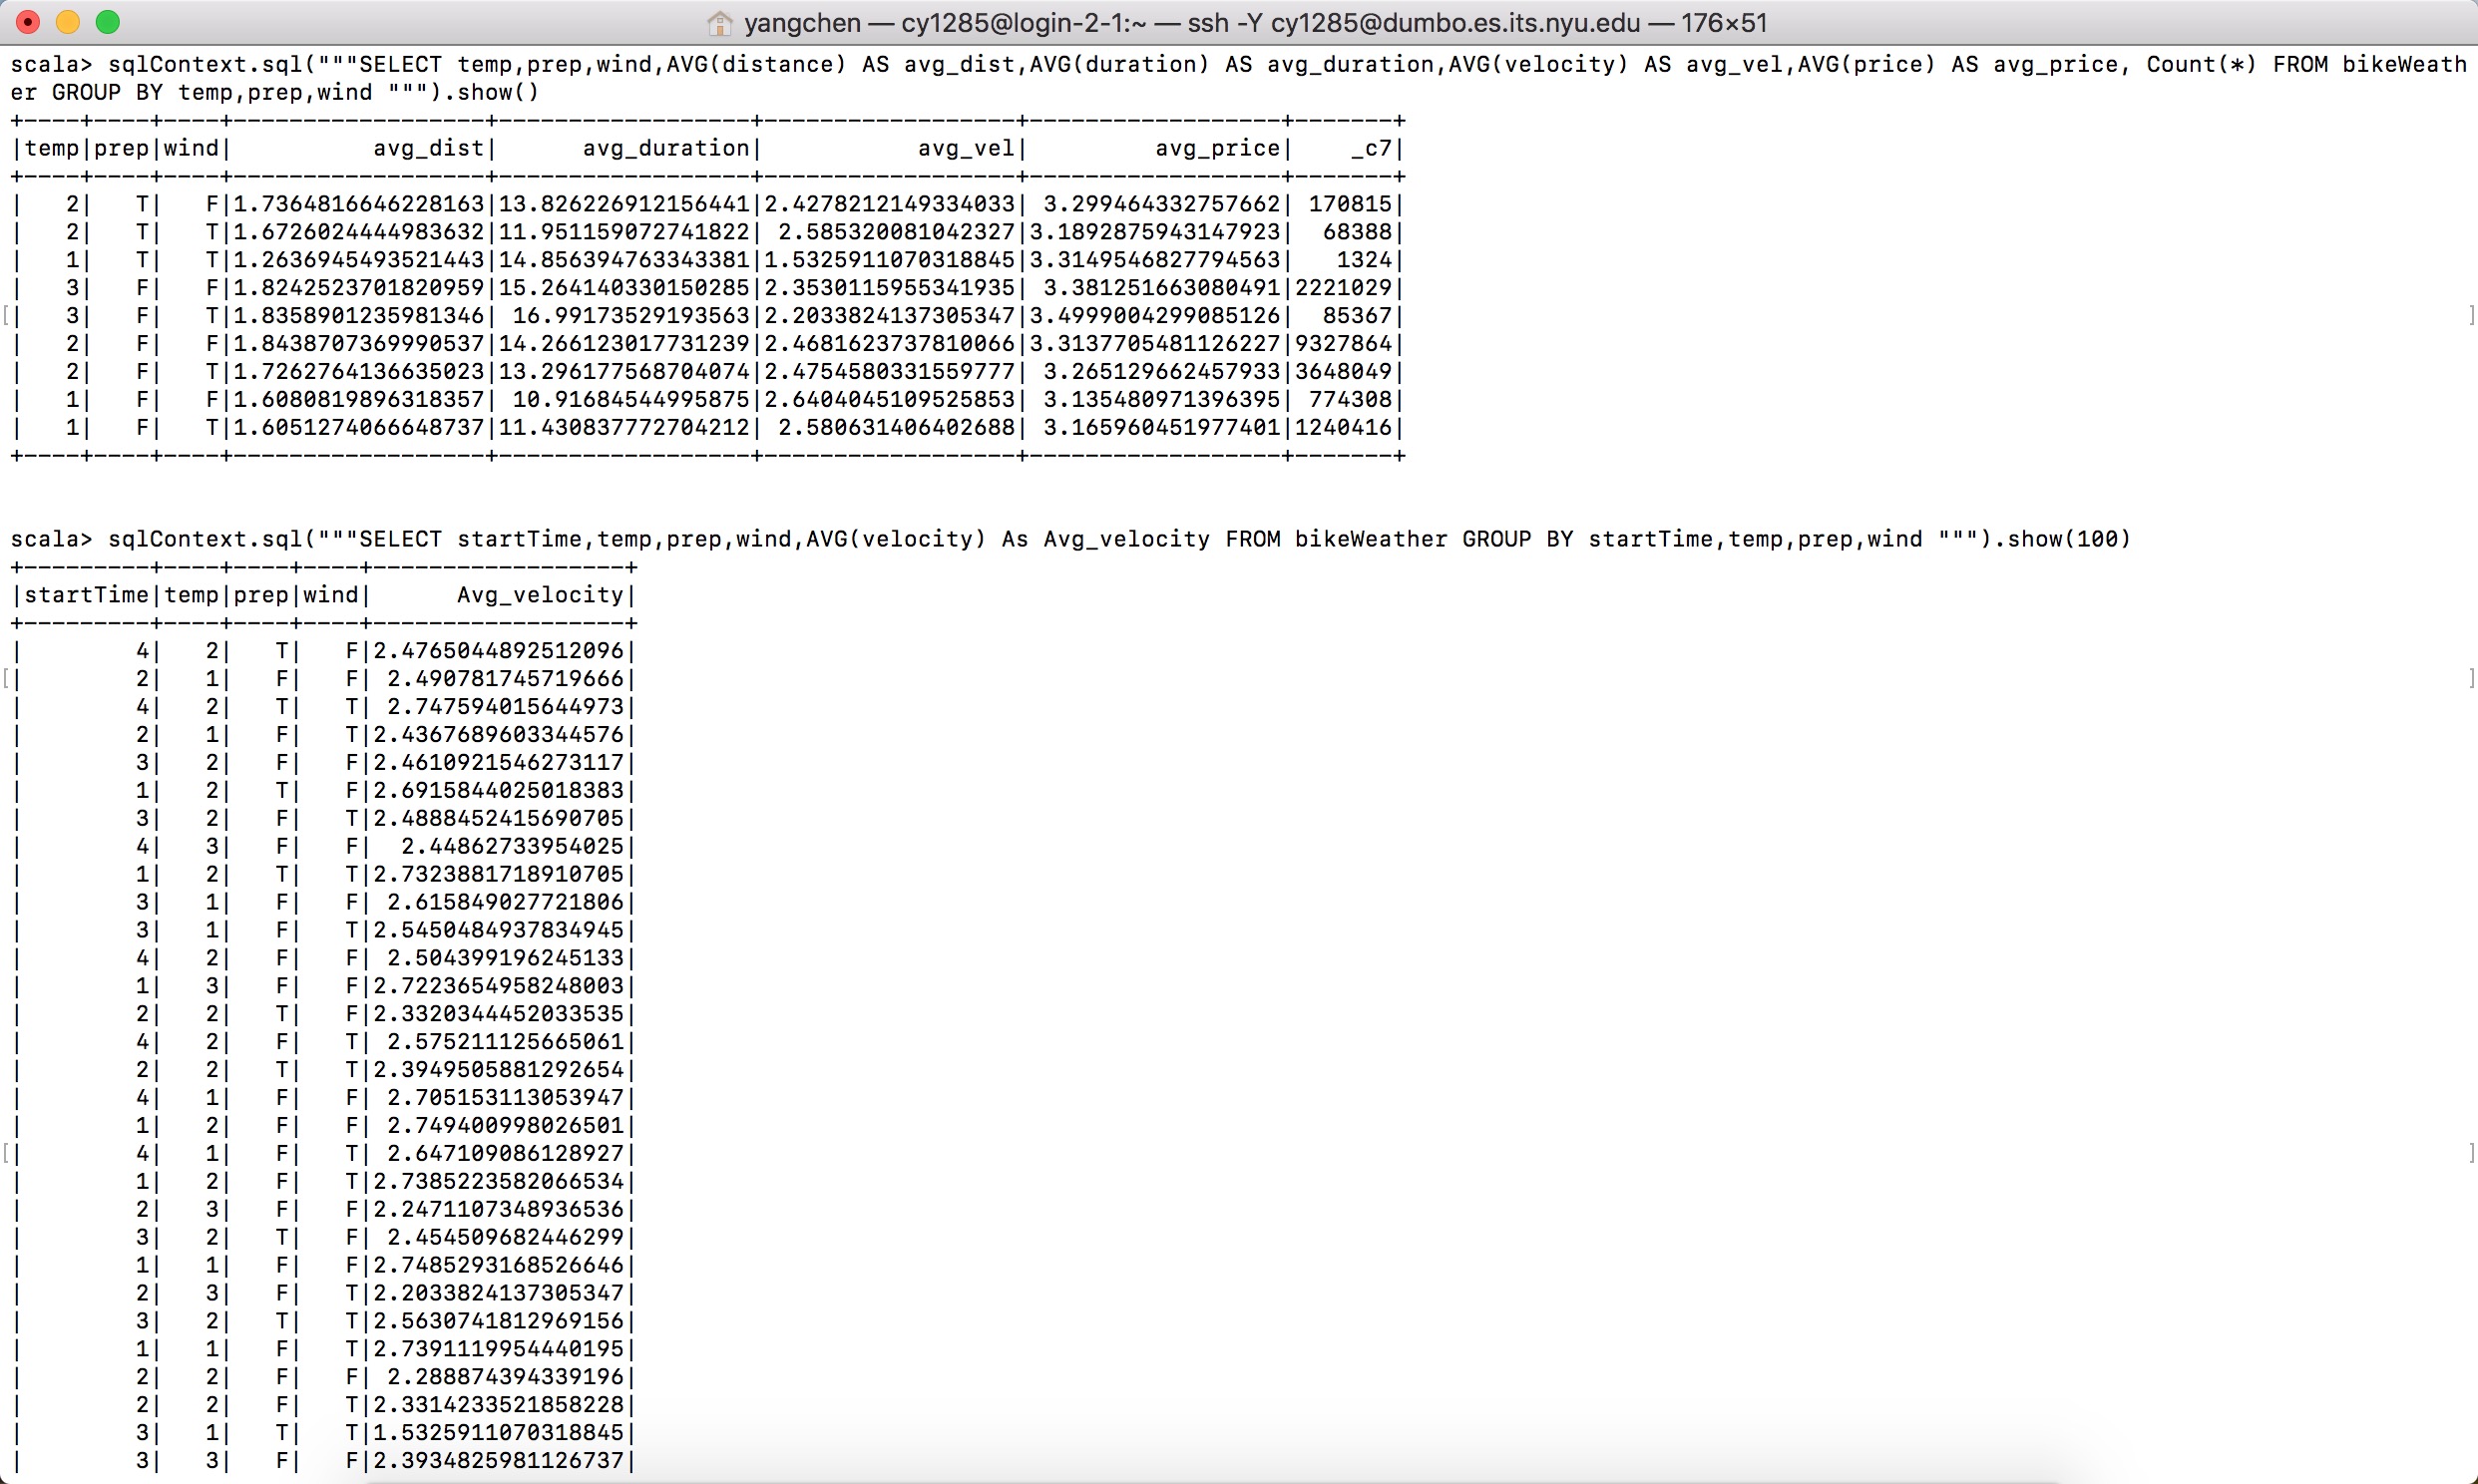 yangchen — cy1285@login-2-1:~ — ssh -Y cy1285@dumbo.es.its.nyu.edu — 176×51
scala> sqlContext.sql("""SELECT temp,prep,wind,AVG(distance) AS avg_dist,AVG(duration) AS avg_duration,AVG(velocity) AS avg_vel,AVG(price) AS avg_price, Count(*) FROM bikeWeath
er GROUP BY temp,prep,wind """).show()
+----+----+----+------------------+------------------+------------------+------------------+-------+
|temp|prep|wind|          avg_dist|      avg_duration|           avg_vel|         avg_price|    _c7|
+----+----+----+------------------+------------------+------------------+------------------+-------+
|   2|   T|   F|1.7364816646228163|13.826226912156441|2.4278212149334033| 3.299464332757662| 170815|
|   2|   T|   T|1.6726024444983632|11.951159072741822| 2.585320081042327|3.1892875943147923|  68388|
|   1|   T|   T|1.2636945493521443|14.856394763343381|1.5325911070318845|3.3149546827794563|   1324|
|   3|   F|   F|1.8242523701820959|15.264140330150285|2.3530115955341935| 3.381251663080491|2221029|
|   3|   F|   T|1.8358901235981346| 16.99173529193563|2.2033824137305347|3.4999004299085126|  85367|
|   2|   F|   F|1.8438707369990537|14.266123017731239|2.4681623737810066|3.3137705481126227|9327864|
|   2|   F|   T|1.7262764136635023|13.296177568704074|2.4754580331559777| 3.265129662457933|3648049|
|   1|   F|   F|1.6080819896318357| 10.91684544995875|2.6404045109525853| 3.135480971396395| 774308|
|   1|   F|   T|1.6051274066648737|11.430837772704212| 2.580631406402688| 3.165960451977401|1240416|
+----+----+----+------------------+------------------+------------------+------------------+-------+
scala> sqlContext.sql("""SELECT startTime,temp,prep,wind,AVG(velocity) As Avg_velocity FROM bikeWeather GROUP BY startTime,temp,prep,wind """).show(100)
+---------+----+----+----+------------------+
|startTime|temp|prep|wind|      Avg_velocity|
+---------+----+----+----+------------------+
|        4|   2|   T|   F|2.4765044892512096|
|        2|   1|   F|   F| 2.490781745719666|
|        4|   2|   T|   T| 2.747594015644973|
|        2|   1|   F|   T|2.4367689603344576|
|        3|   2|   F|   F|2.4610921546273117|
|        1|   2|   T|   F|2.6915844025018383|
|        3|   2|   F|   T|2.4888452415690705|
|        4|   3|   F|   F|  2.44862733954025|
|        1|   2|   T|   T|2.7323881718910705|
|        3|   1|   F|   F| 2.615849027721806|
|        3|   1|   F|   T|2.5450484937834945|
|        4|   2|   F|   F| 2.504399196245133|
|        1|   3|   F|   F|2.7223654958248003|
|        2|   2|   T|   F|2.3320344452033535|
|        4|   2|   F|   T| 2.575211125665061|
|        2|   2|   T|   T|2.3949505881292654|
|        4|   1|   F|   F| 2.705153113053947|
|        1|   2|   F|   F| 2.749400998026501|
|        4|   1|   F|   T| 2.647109086128927|
|        1|   2|   F|   T|2.7385223582066534|
|        2|   3|   F|   F|2.2471107348936536|
|        3|   2|   T|   F| 2.454509682446299|
|        1|   1|   F|   F|2.7485293168526646|
|        2|   3|   F|   T|2.2033824137305347|
|        3|   2|   T|   T|2.5630741812969156|
|        1|   1|   F|   T|2.7391119954440195|
|        2|   2|   F|   F| 2.288874394339196|
|        2|   2|   F|   T|2.3314233521858228|
|        3|   1|   T|   T|1.5325911070318845|
|        3|   3|   F|   F|2.3934825981126737|